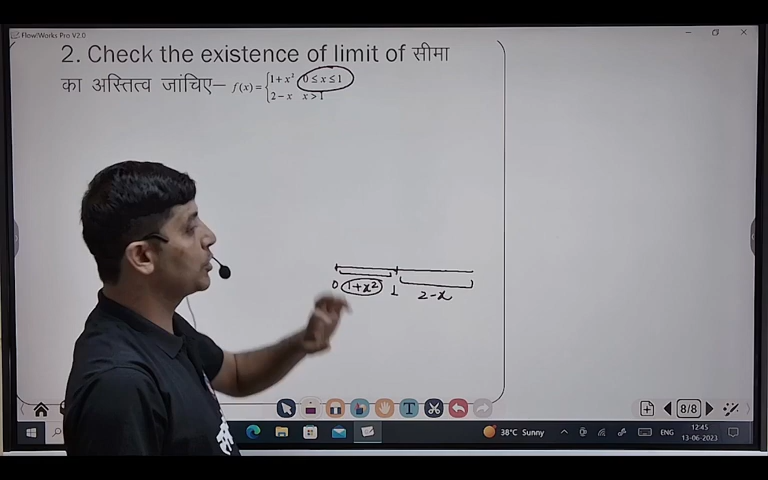 FlowWorks Pro V2.0
2. Check the existence of limit of सीमा
का अस्तित्व जांचिए– f(x) = { 1+x² 0≤x≤1
2−x x>1
0 1+x² 1 2-x
8/8
38°C Sunny
ENG
12:45
13-06-2023